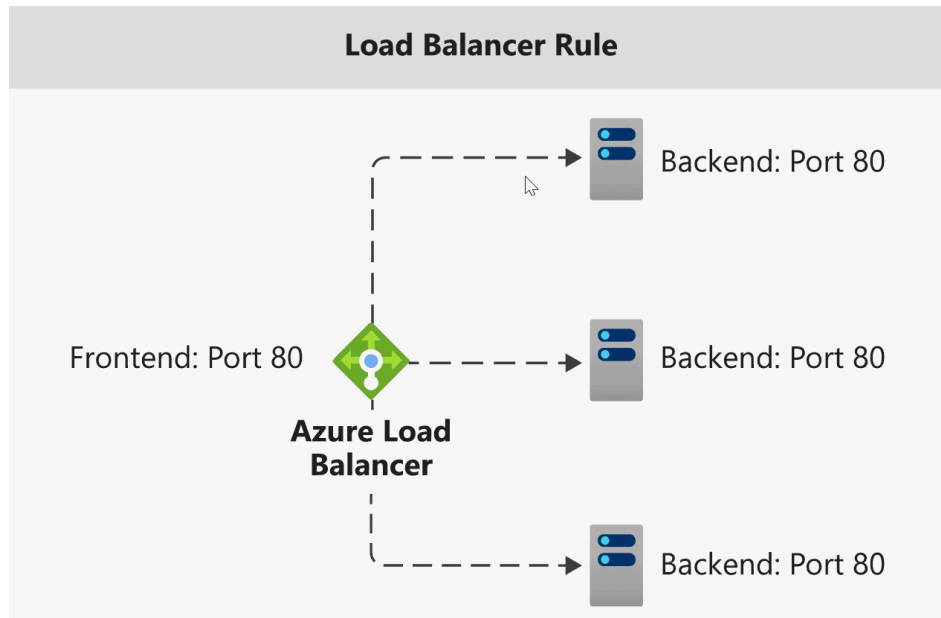 Load Balancer Rule
Backend: Port 80
Frontend: Port 80
Backend: Port 80
Azure Load
Balancer
Backend: Port 80